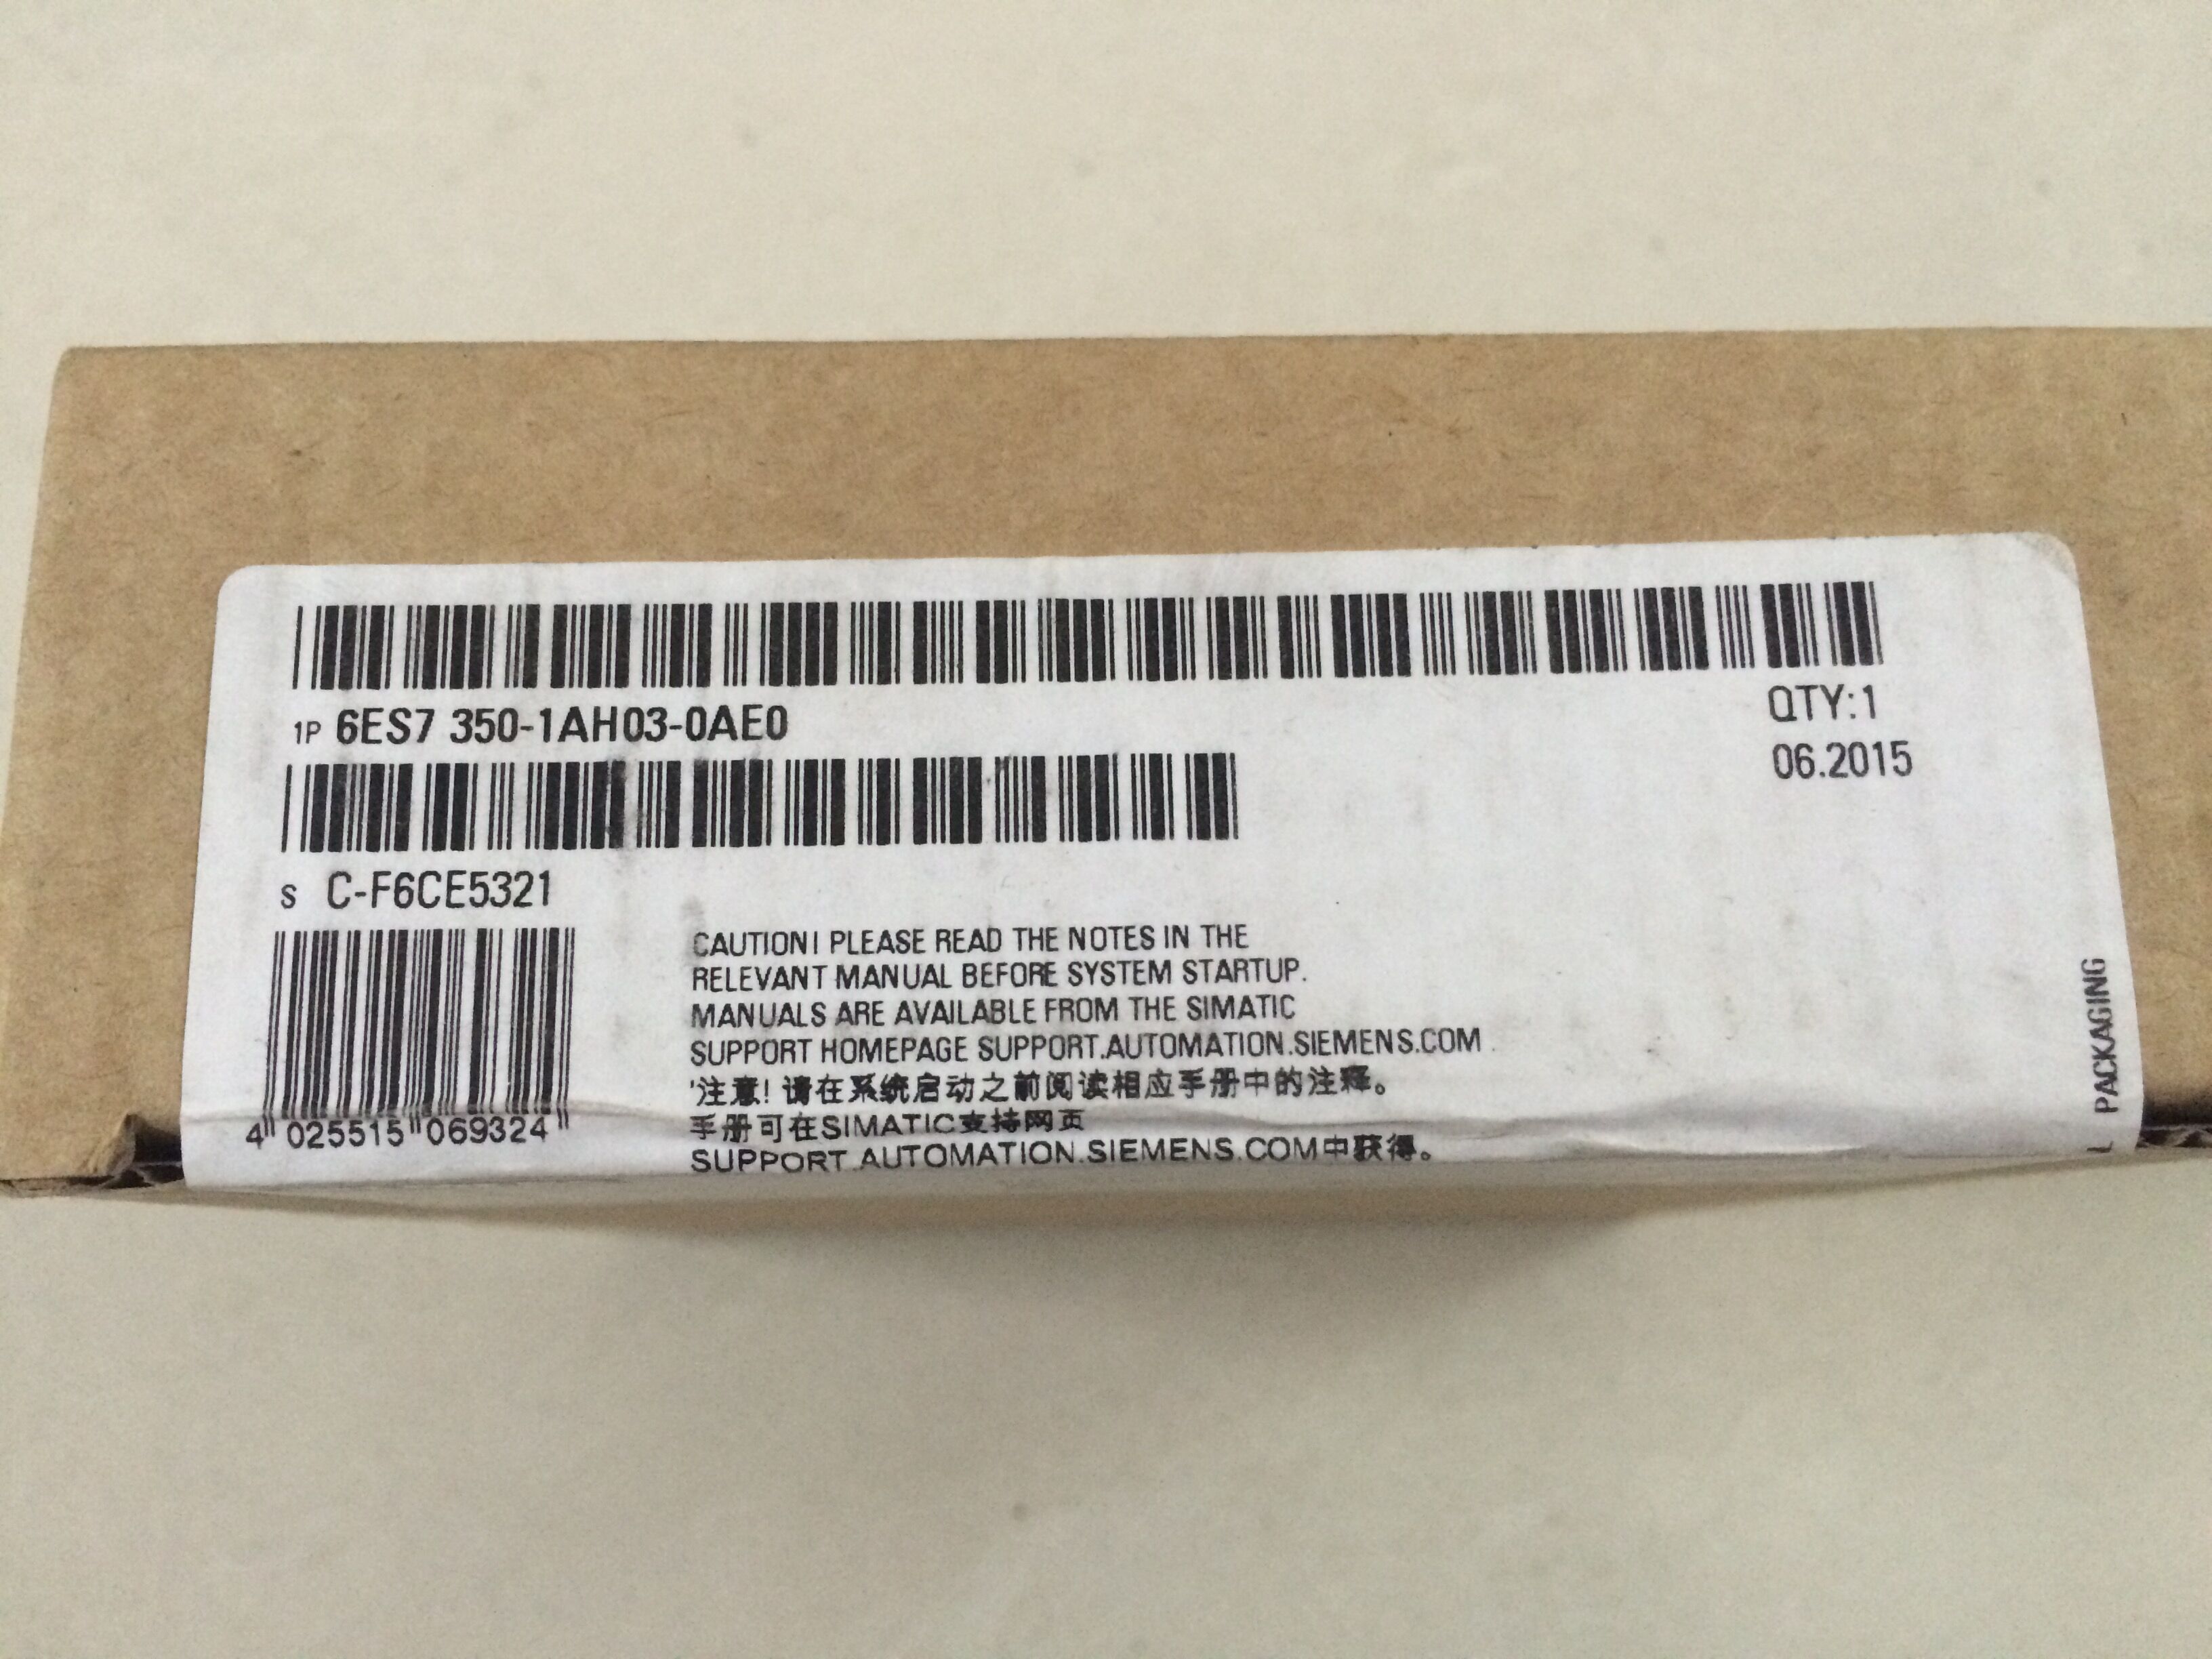 1P 6ES7 350-1AH03-0AE0
QTY:1
06.2015
S C-F6CE5321
4 025515 069324
CAUTION! PLEASE READ THE NOTES IN THE
RELEVANT MANUAL BEFORE SYSTEM STARTUP.
MANUALS ARE AVAILABLE FROM THE SIMATIC
SUPPORT HOMEPAGE SUPPORT.AUTOMATION.SIEMENS.COM
注意! 请在系统启动之前阅读相应手册中的注释。
手册可在SIMATIC支持网页
SUPPORT.AUTOMATION.SIEMENS.COM中获得。
L PACKAGING